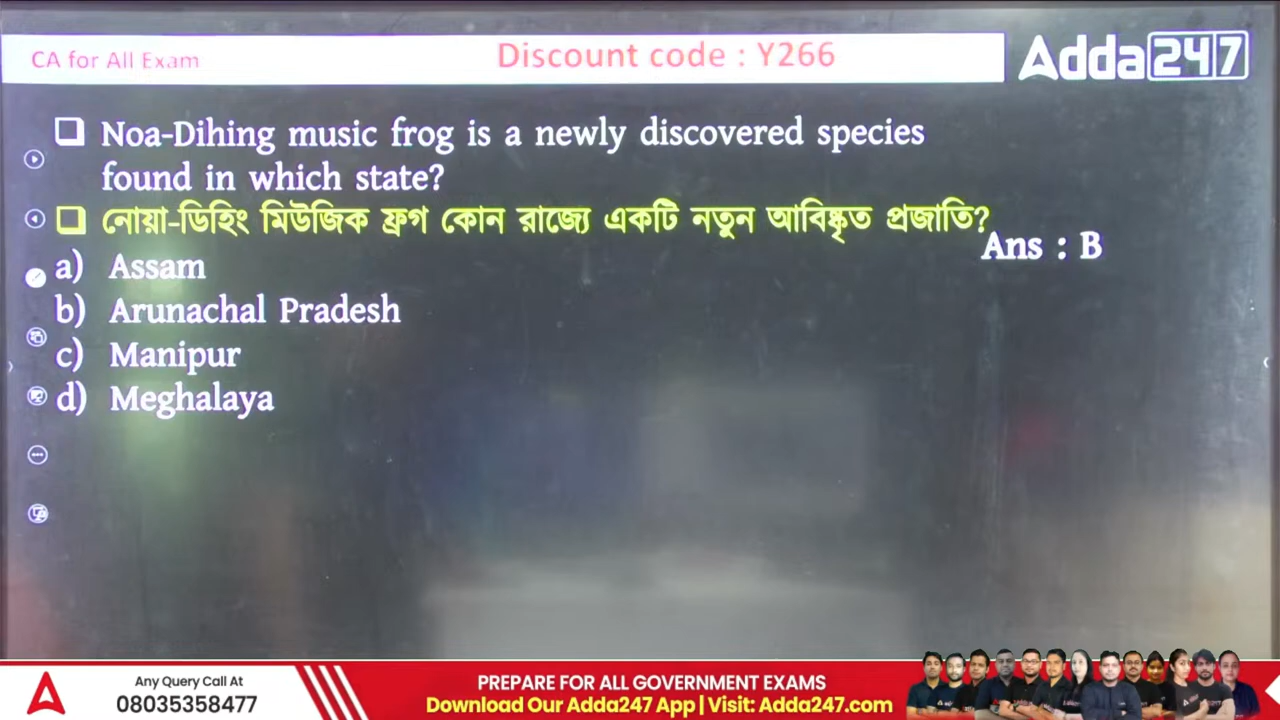 CA for All Exam
Discount code : Y266
Adda247
Noa-Dihing music frog is a newly discovered species
found in which state?
নোয়া-ডিহিং মিউজিক ফ্রগ কোন রাজ্যে একটি নতুন আবিষ্কৃত প্রজাতি?
Ans : B
a) Assam
b) Arunachal Pradesh
c) Manipur
d) Meghalaya
Any Query Call At
08035358477
PREPARE FOR ALL GOVERNMENT EXAMS
Download Our Adda247 App | Visit: Adda247.com